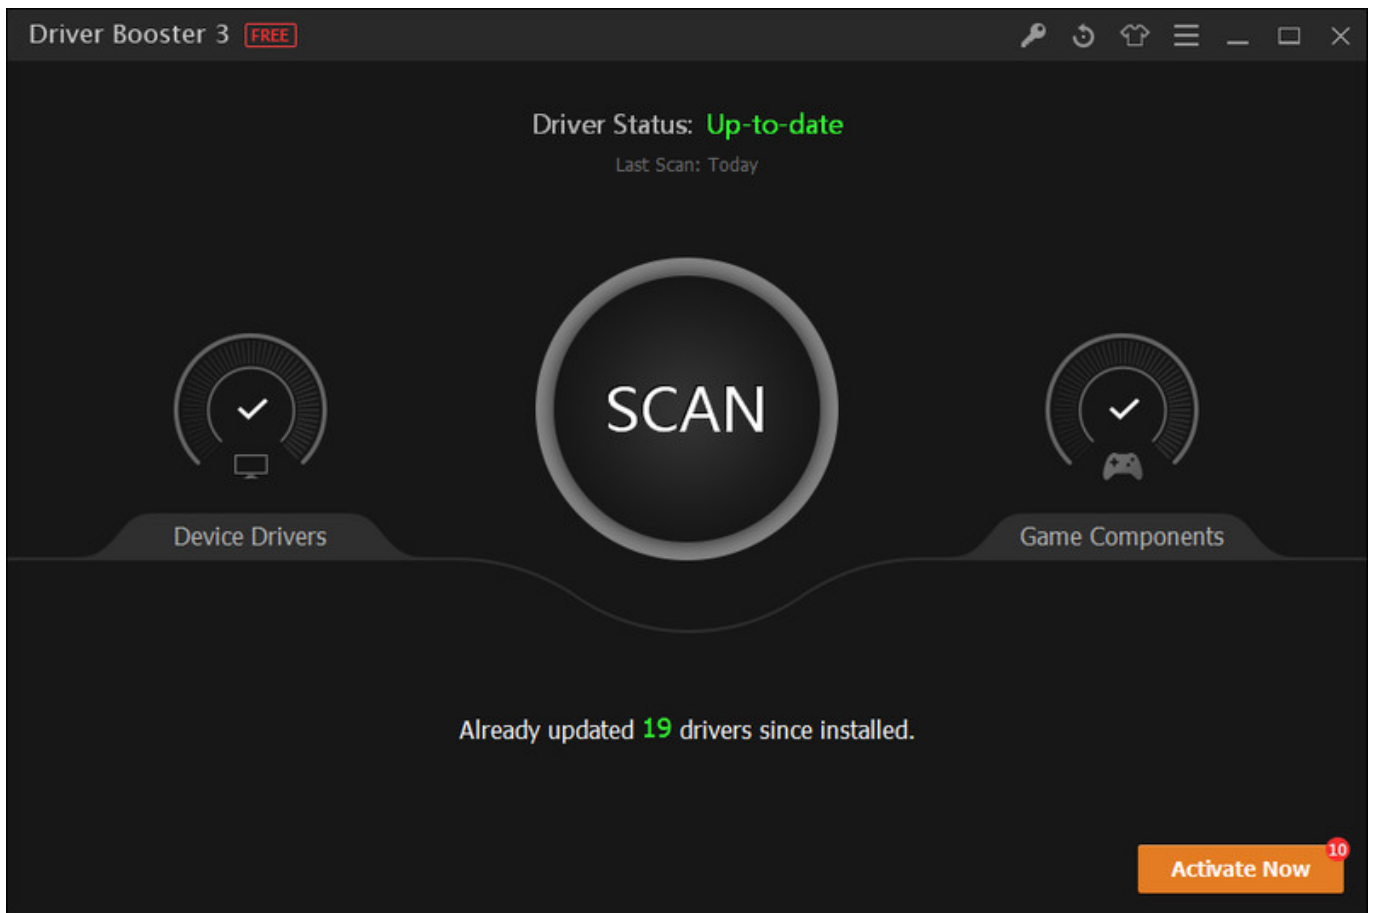 Driver Booster 3 FREE
Driver Status: Up-to-date
Last Scan: Today
SCAN
Device Drivers
Game Components
Already updated 19 drivers since installed.
10
Activate Now